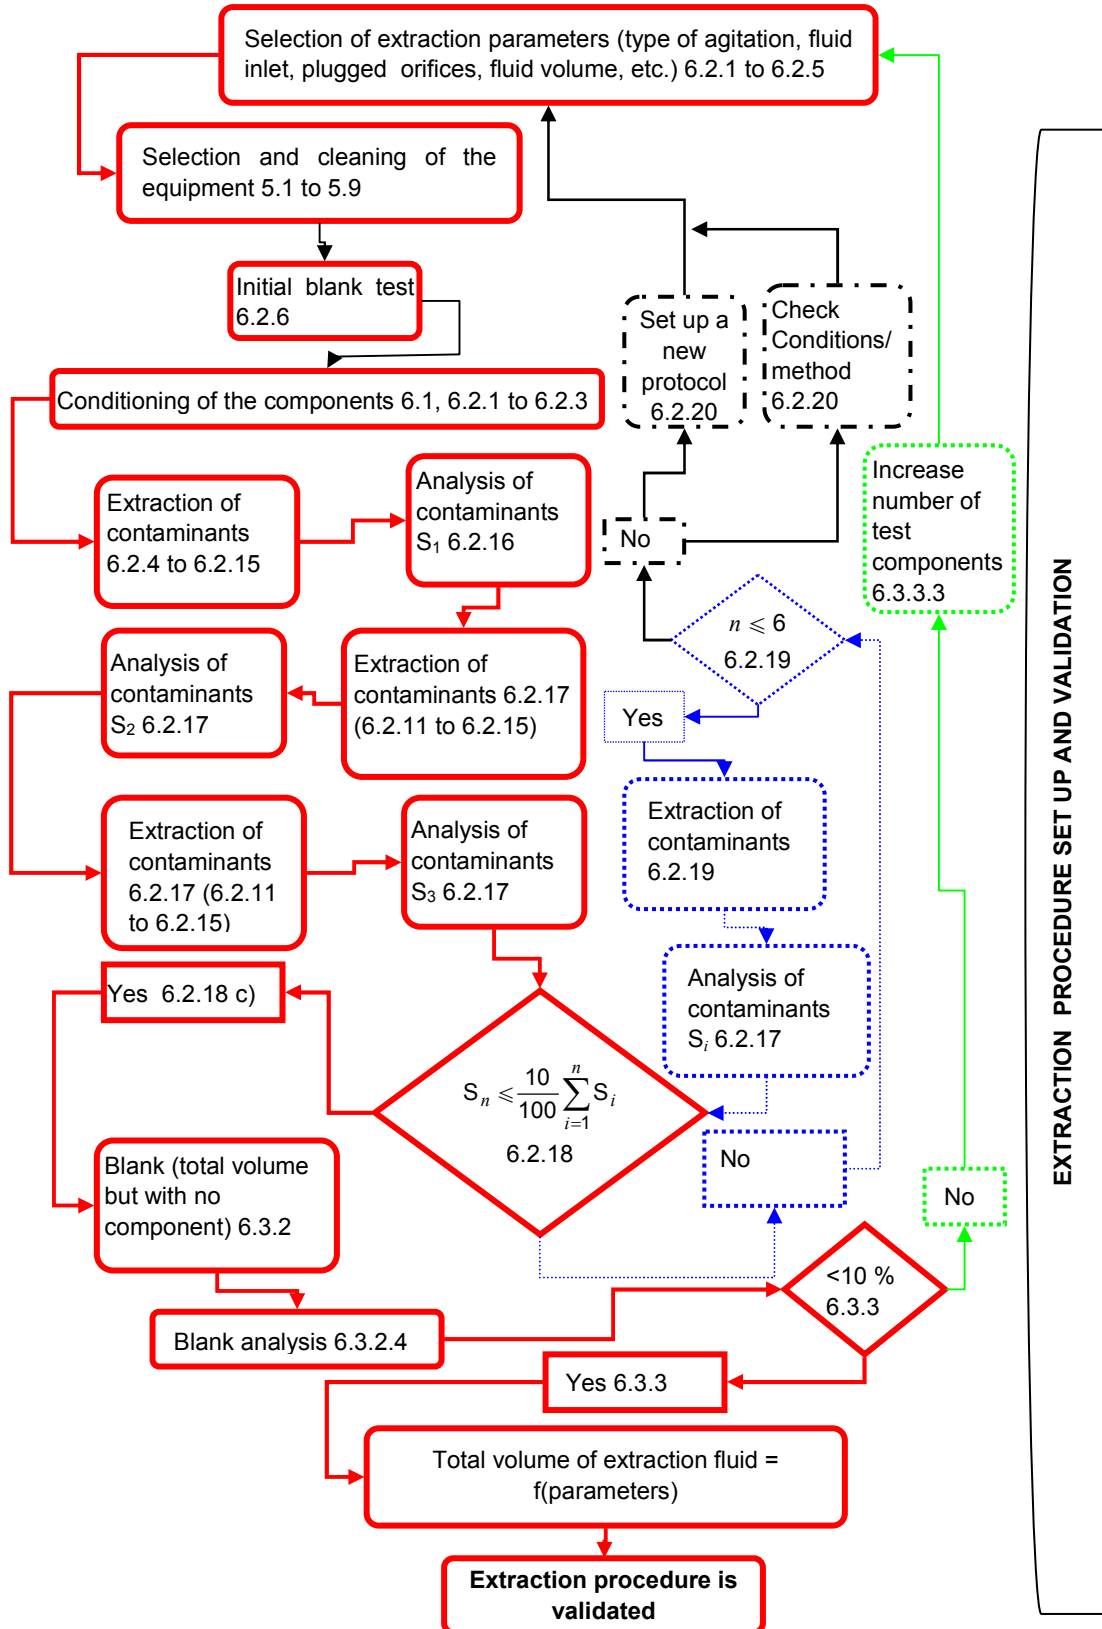 Selection of extraction parameters (type of agitation, fluid
inlet, plugged orifices, fluid volume, etc.) 6.2.1 to 6.2.5
Selection and cleaning of the
equipment 5.1 to 5.9
Initial blank test
6.2.6
Set up a
new
protocol
6.2.20
Check
Conditions/
method
6.2.20
Conditioning of the components 6.1, 6.2.1 to 6.2.3
Extraction of
contaminants
6.2.4 to 6.2.15
Analysis of
contaminants
S₁ 6.2.16
No
Increase
number of
test
components
6.3.3.3
n ⩽ 6
6.2.19
Analysis of
contaminants
S₂ 6.2.17
Extraction of
contaminants 6.2.17
(6.2.11 to 6.2.15)
Yes
Extraction of
contaminants
6.2.19
Extraction of
contaminants
6.2.17 (6.2.11
to 6.2.15)
Analysis of
contaminants
S₃ 6.2.17
Analysis of
contaminants
Sᵢ 6.2.17
Yes 6.2.18 c)
Sₙ ⩽ 10/100 ∑ⁿᵢ₌₁ Sᵢ
6.2.18
No
Blank (total volume
but with no
component) 6.3.2
No
<10 %
6.3.3
Blank analysis 6.3.2.4
Yes 6.3.3
Total volume of extraction fluid =
f(parameters)
Extraction procedure is
validated
EXTRACTION PROCEDURE SET UP AND VALIDATION